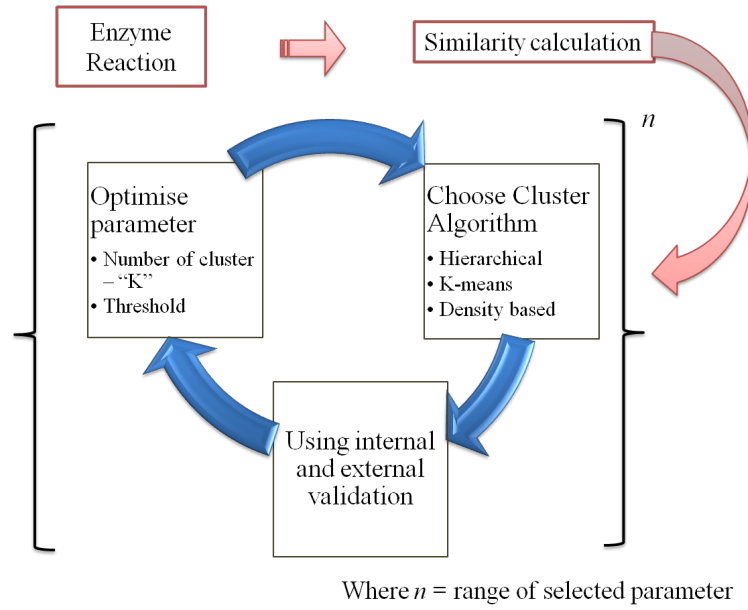 Enzyme
Reaction
Similarity calculation
n
Optimise
parameter
• Number of cluster
– “K”
• Threshold
Choose Cluster
Algorithm
• Hierarchical
• K-means
• Density based
Using internal
and external
validation
Where n = range of selected parameter